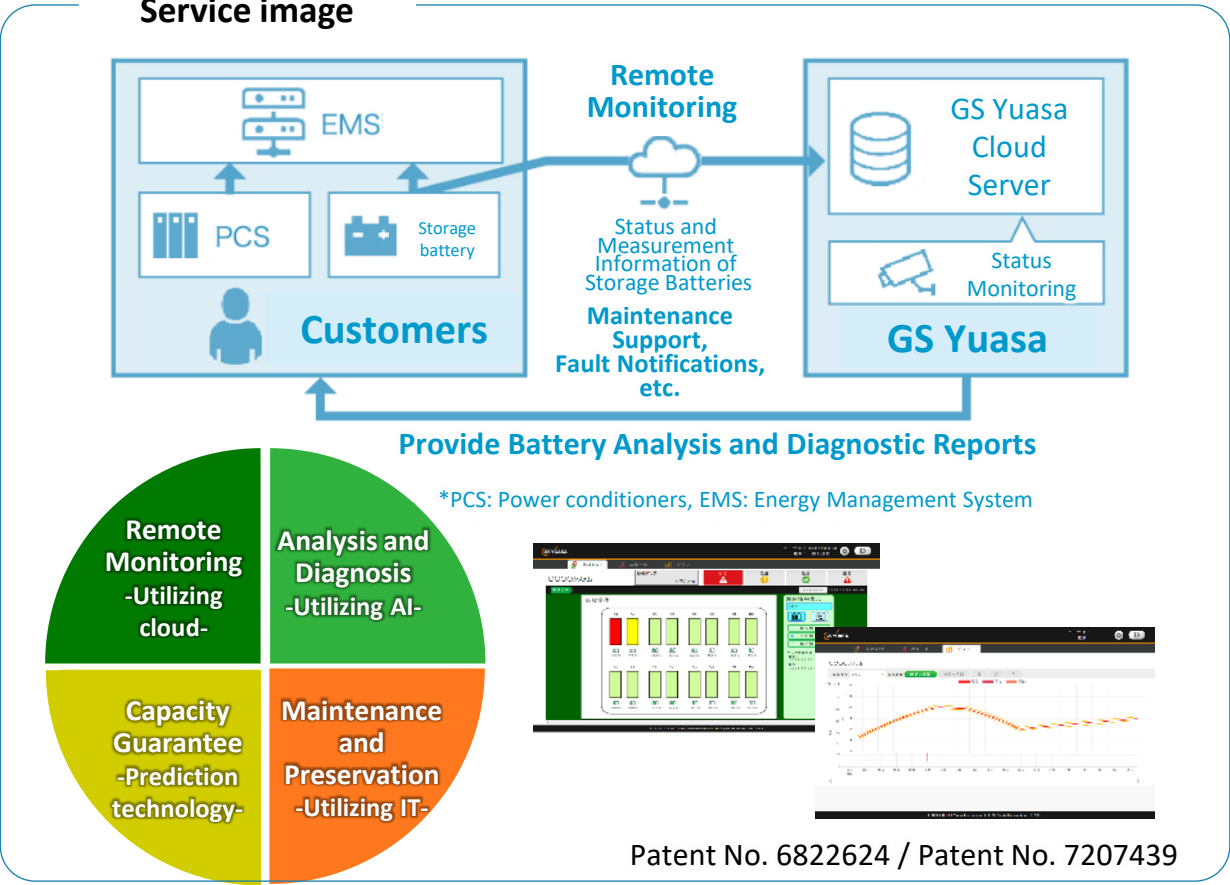 Service image
EMS
PCS
Storage
battery
Customers
Remote
Monitoring
Status and
Measurement
Information of
Storage Batteries
Maintenance
Support,
Fault Notifications,
etc.
GS Yuasa
Cloud
Server
Status
Monitoring
GS Yuasa
Provide Battery Analysis and Diagnostic Reports
*PCS: Power conditioners, EMS: Energy Management System
Remote
Monitoring
-Utilizing
cloud-
Analysis and
Diagnosis
-Utilizing AI-
Capacity
Guarantee
-Prediction
technology-
Maintenance
and
Preservation
-Utilizing IT-
Patent No. 6822624 / Patent No. 7207439